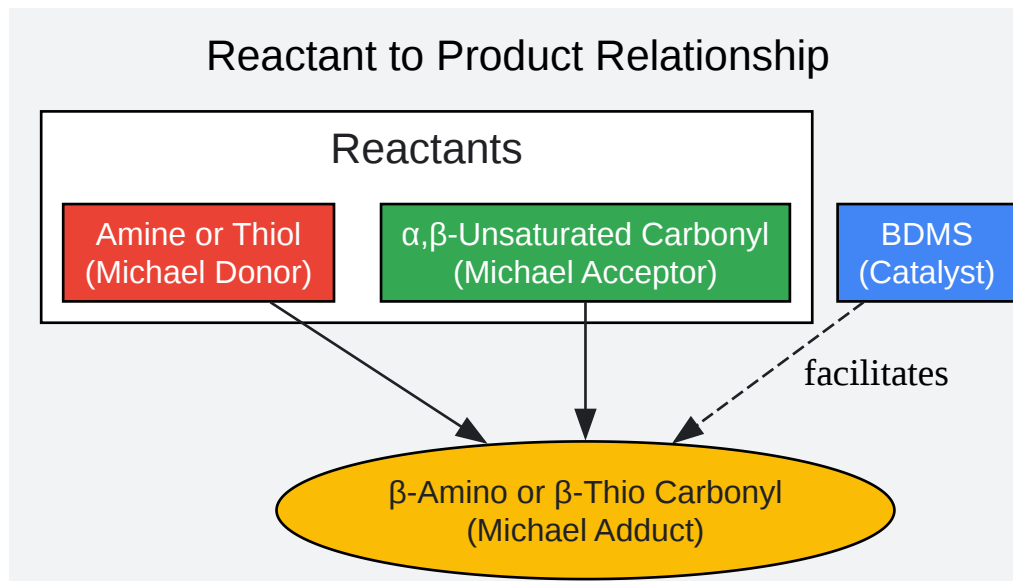 Reactant to Product Relationship
Reactants
Amine or Thiol
(Michael Donor)
α,β-Unsaturated Carbonyl
(Michael Acceptor)
BDMS
(Catalyst)
facilitates
β-Amino or β-Thio Carbonyl
(Michael Adduct)